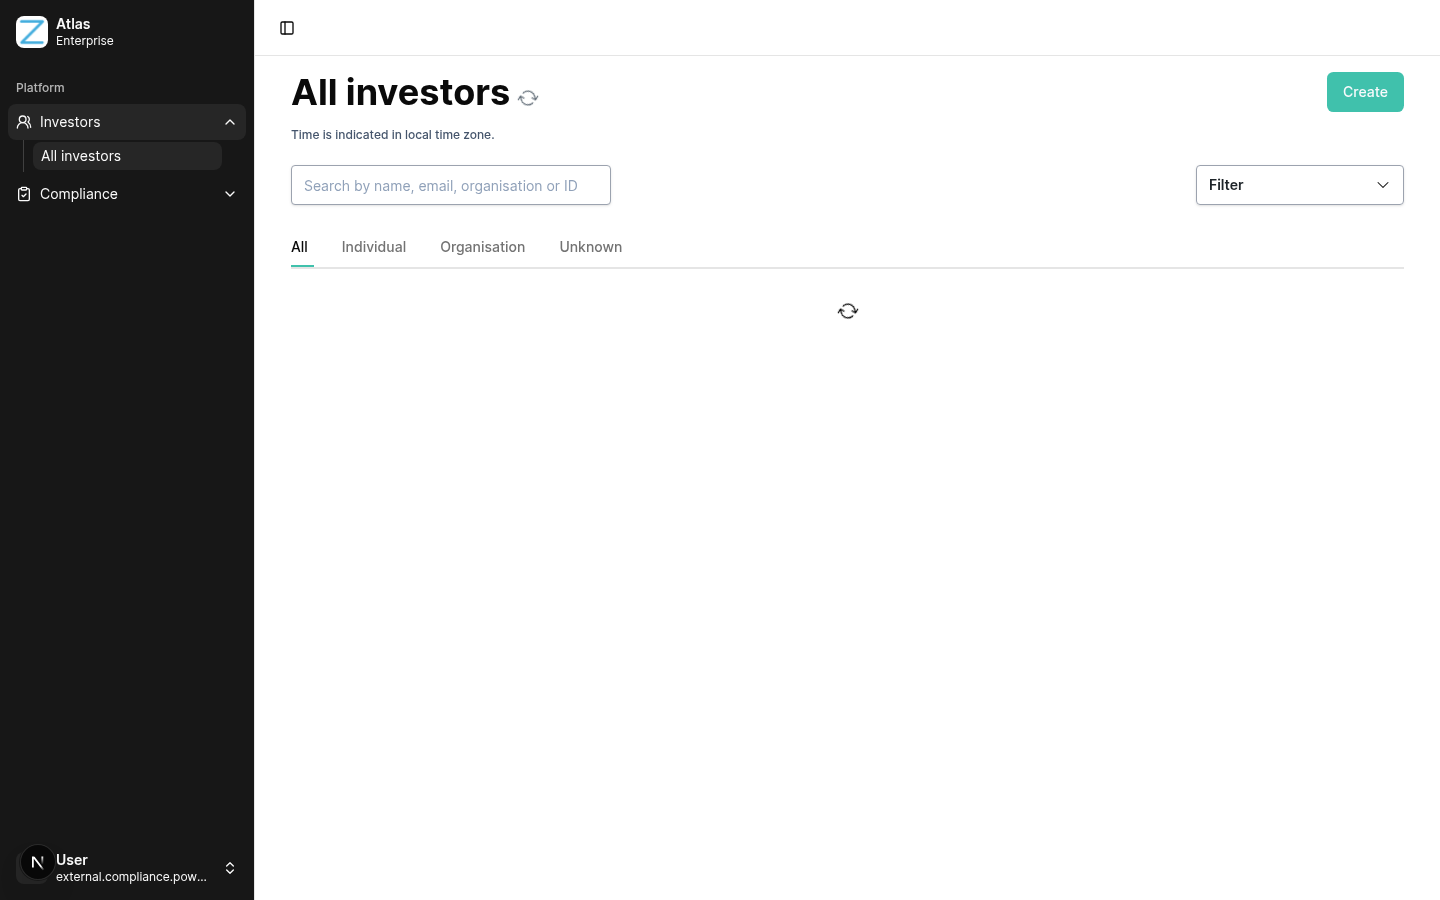 Atlas
Enterprise
Platform
Investors
All investors
Compliance
User
external.compliance.pow...
All investors
Create
Time is indicated in local time zone.
Search by name, email, organisation or ID
Filter
All
Individual
Organisation
Unknown